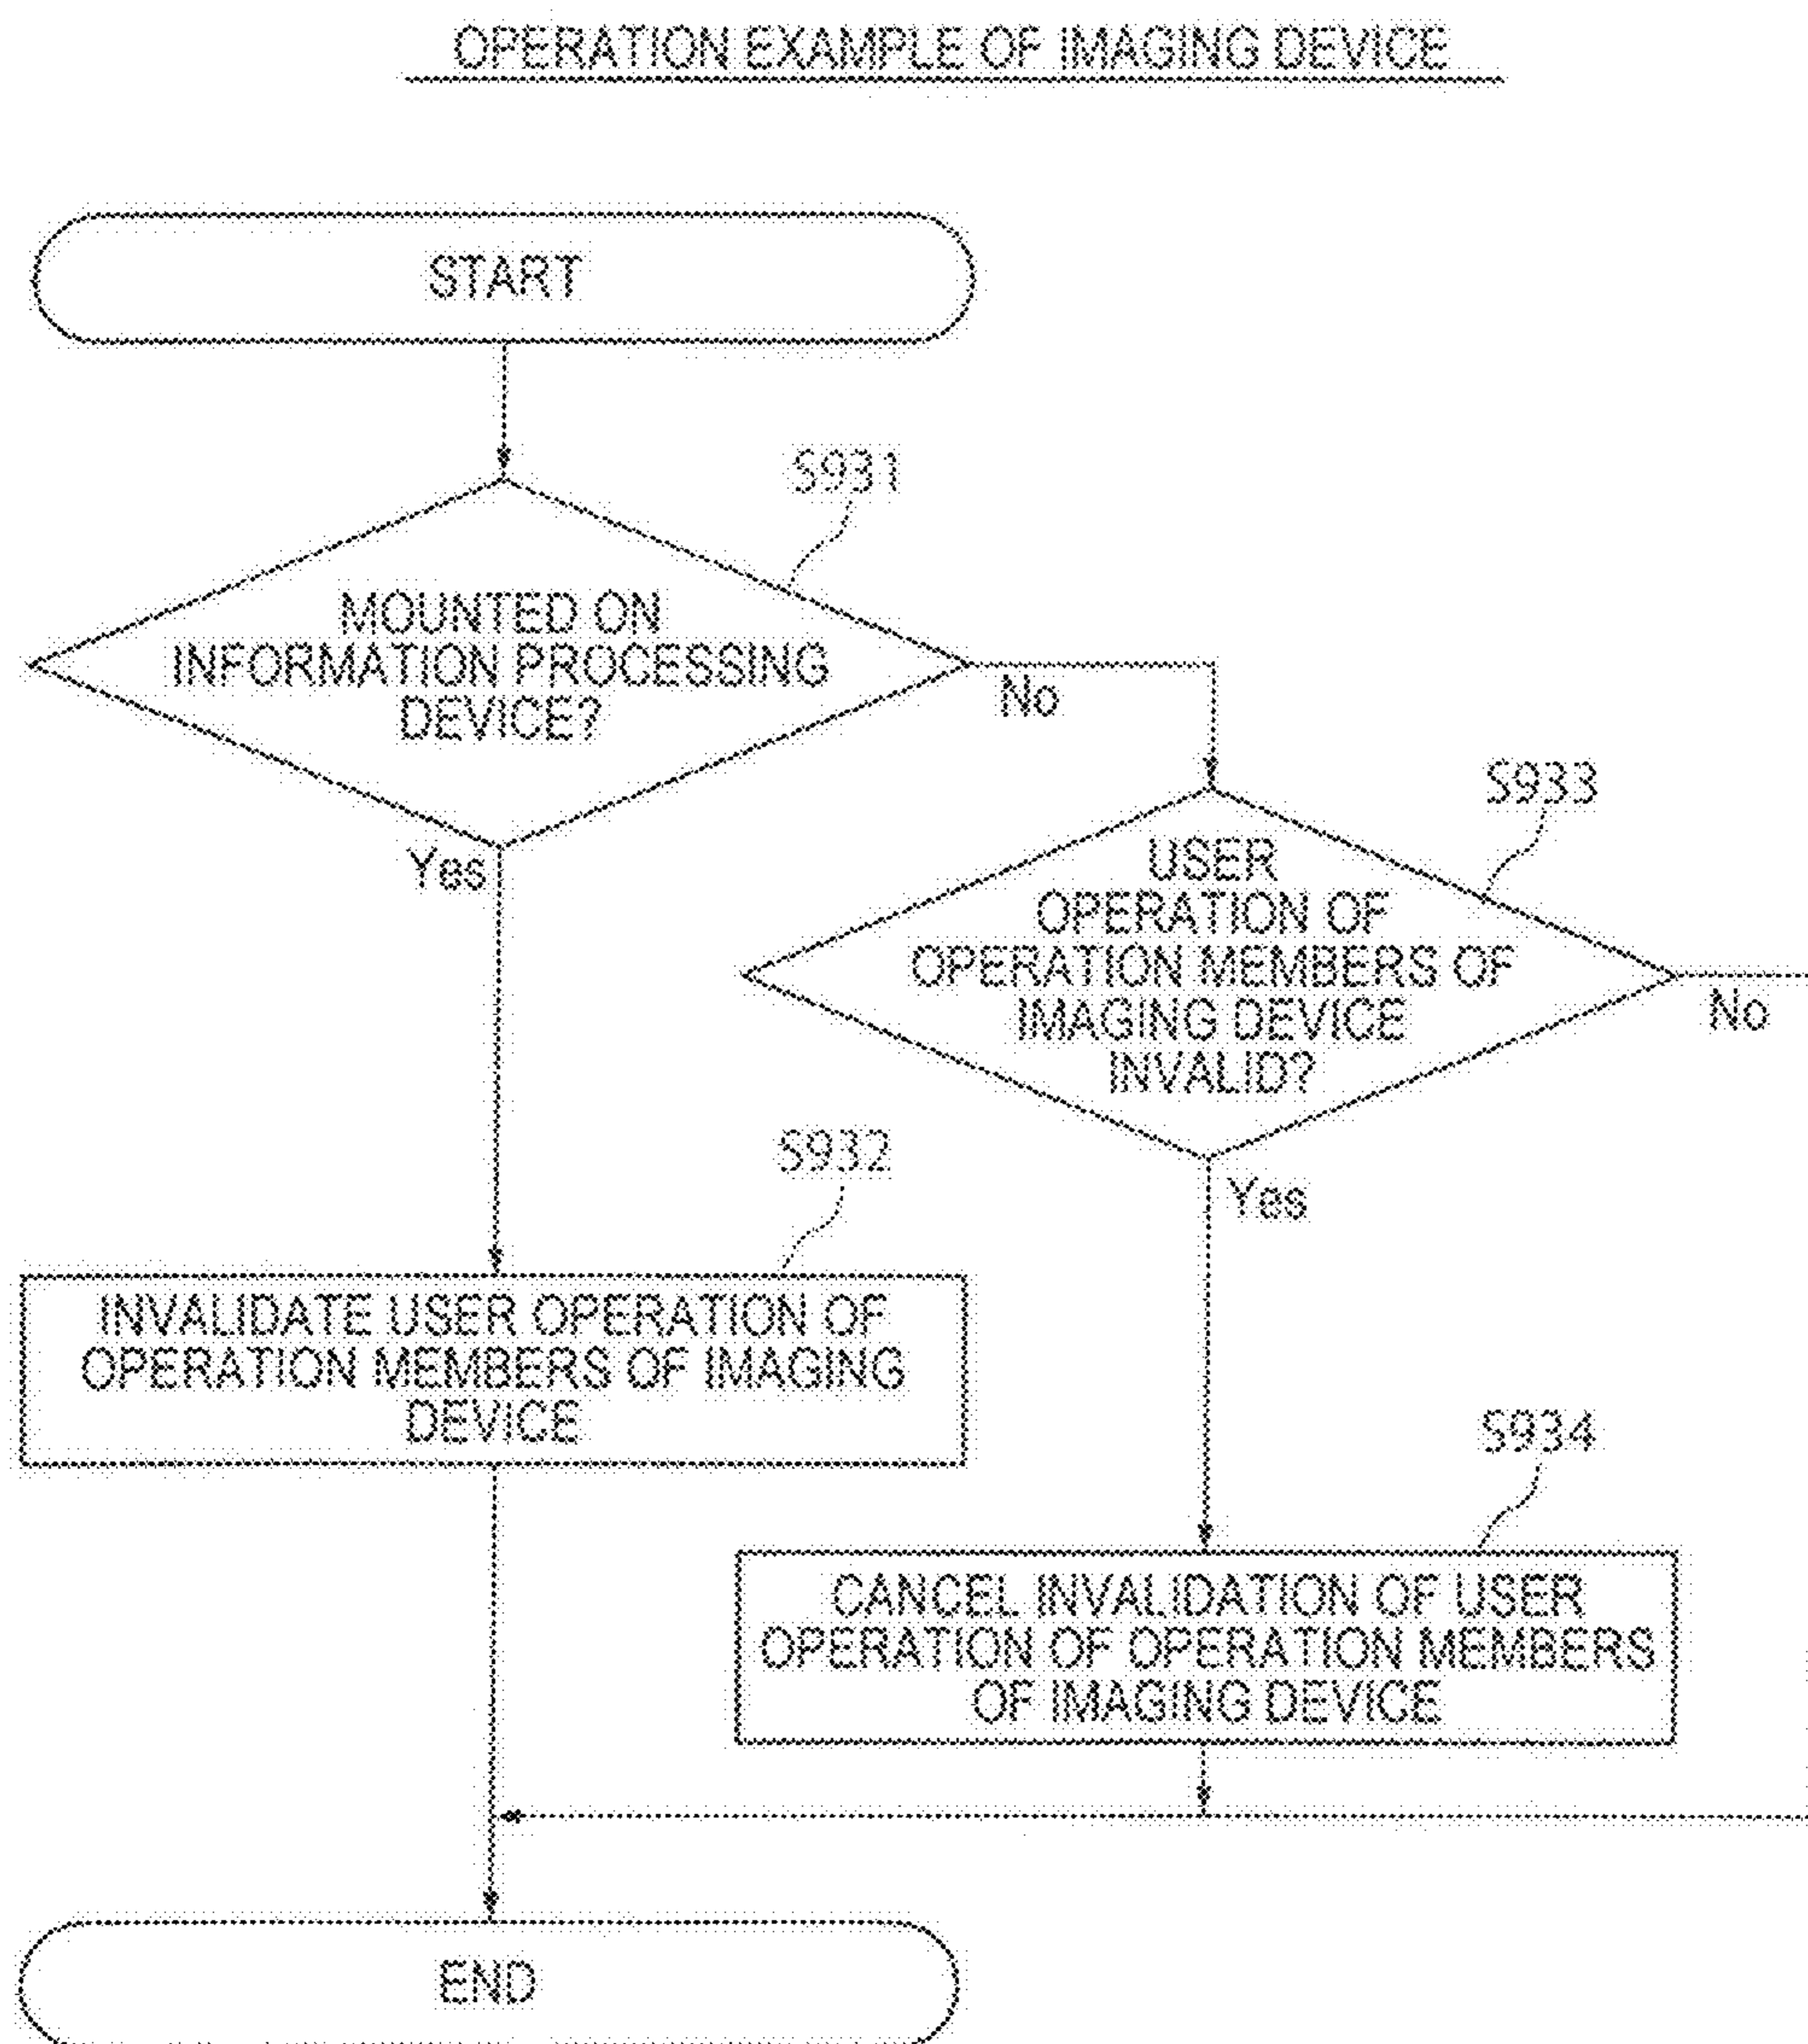 OPERATION EXAMPLE OF IMAGING DEVICE
START
S931
MOUNTED ON
INFORMATION PROCESSING
DEVICE?
No
Yes
S933
USER
OPERATION OF
OPERATION MEMBERS OF
IMAGING DEVICE
INVALID?
No
Yes
S932
INVALIDATE USER OPERATION OF
OPERATION MEMBERS OF IMAGING
DEVICE
S934
CANCEL INVALIDATION OF USER
OPERATION OF OPERATION MEMBERS
OF IMAGING DEVICE
END